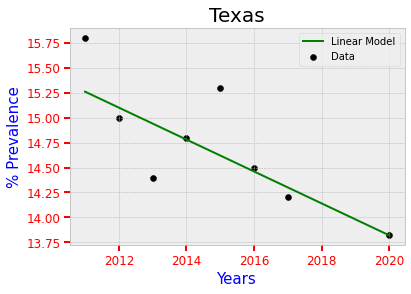 Texas
Linear Model
Data
15.75
15.50
15.25
15.00
14.75
14.50
14.25
14.00
13.75
% Prevalence
2012 2014 2016 2018 2020
Years